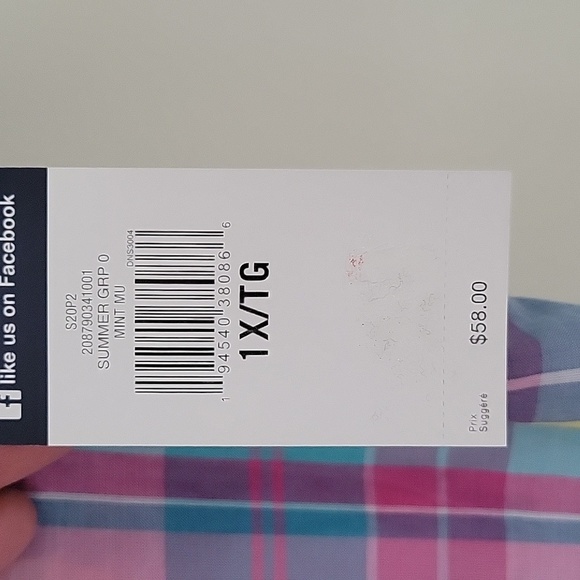 like us on Facebook
S20P2
208790341001
SUMMER GRP 0
MINT MU
DNS3004
1 94540 38086 6
1X/TG
Prix
Suggéré
$58.00